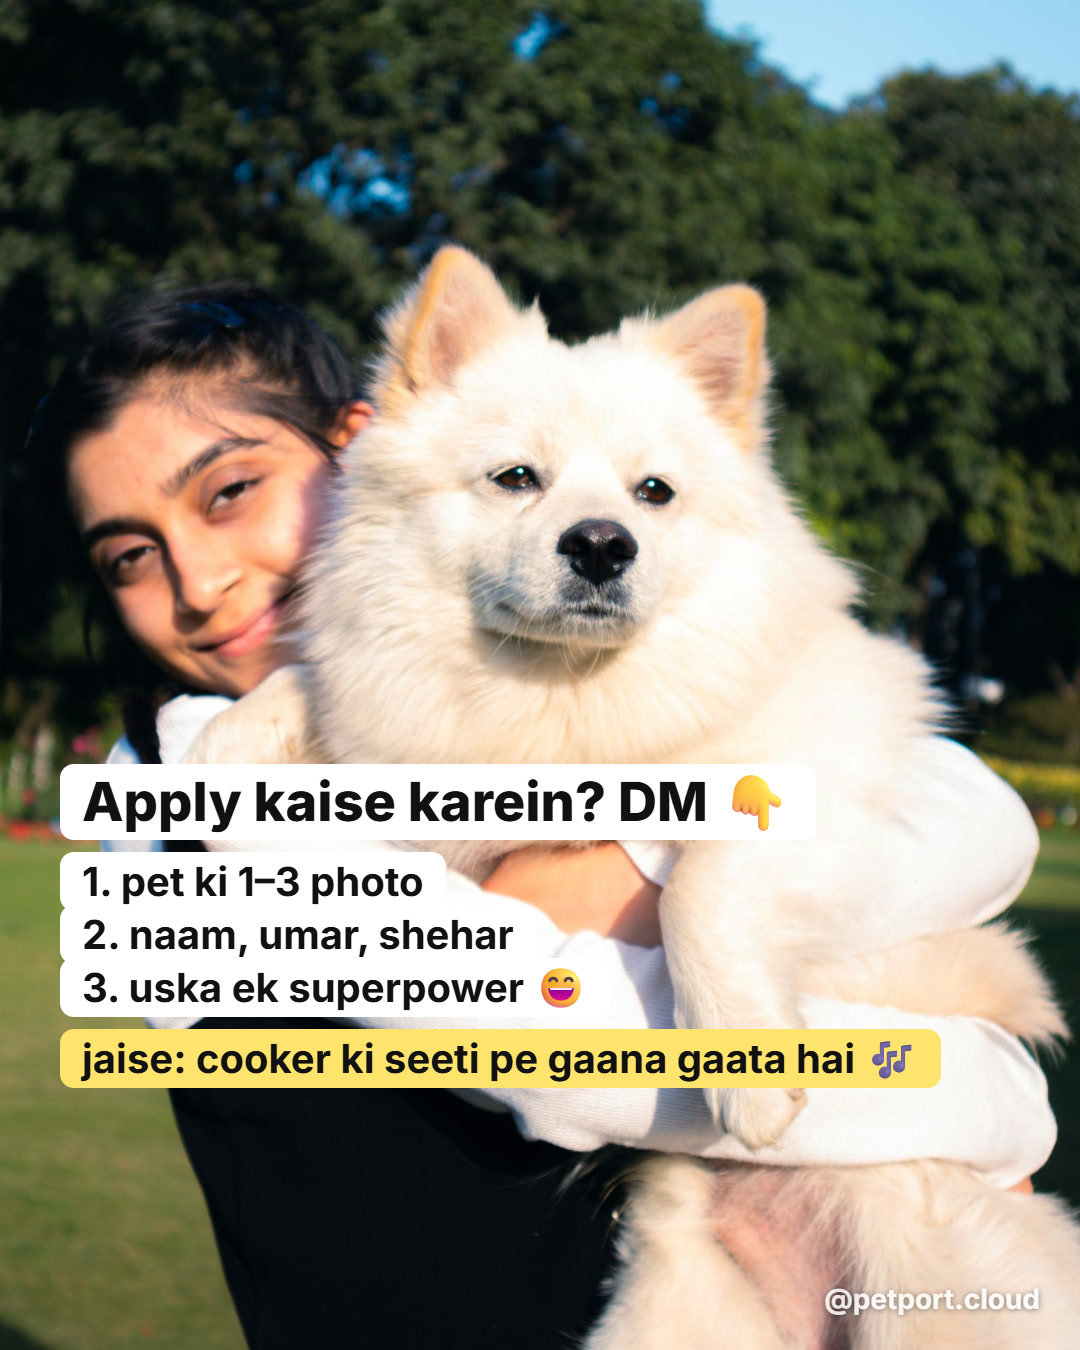 Apply kaise karein? DM 👇
1. pet ki 1–3 photo
2. naam, umar, shehar
3. uska ek superpower 😄
jaise: cooker ki seeti pe gaana gaata hai 🎶
@petport.cloud